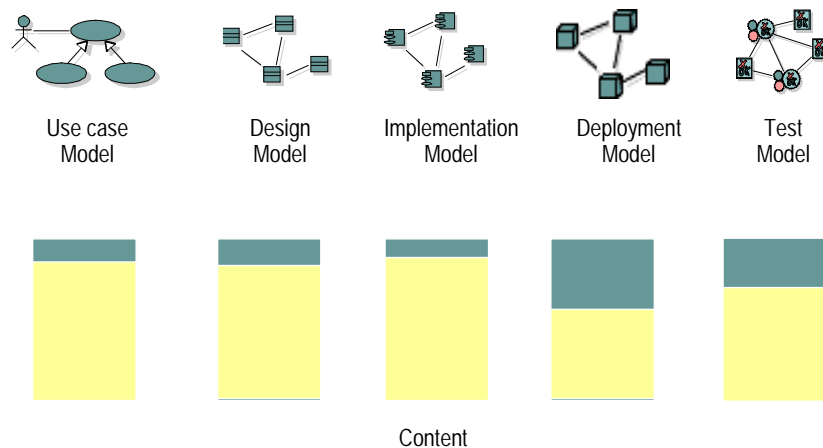 Use case
Model
Design
Model
Implementation
Model
Deployment
Model
Test
Model
Content